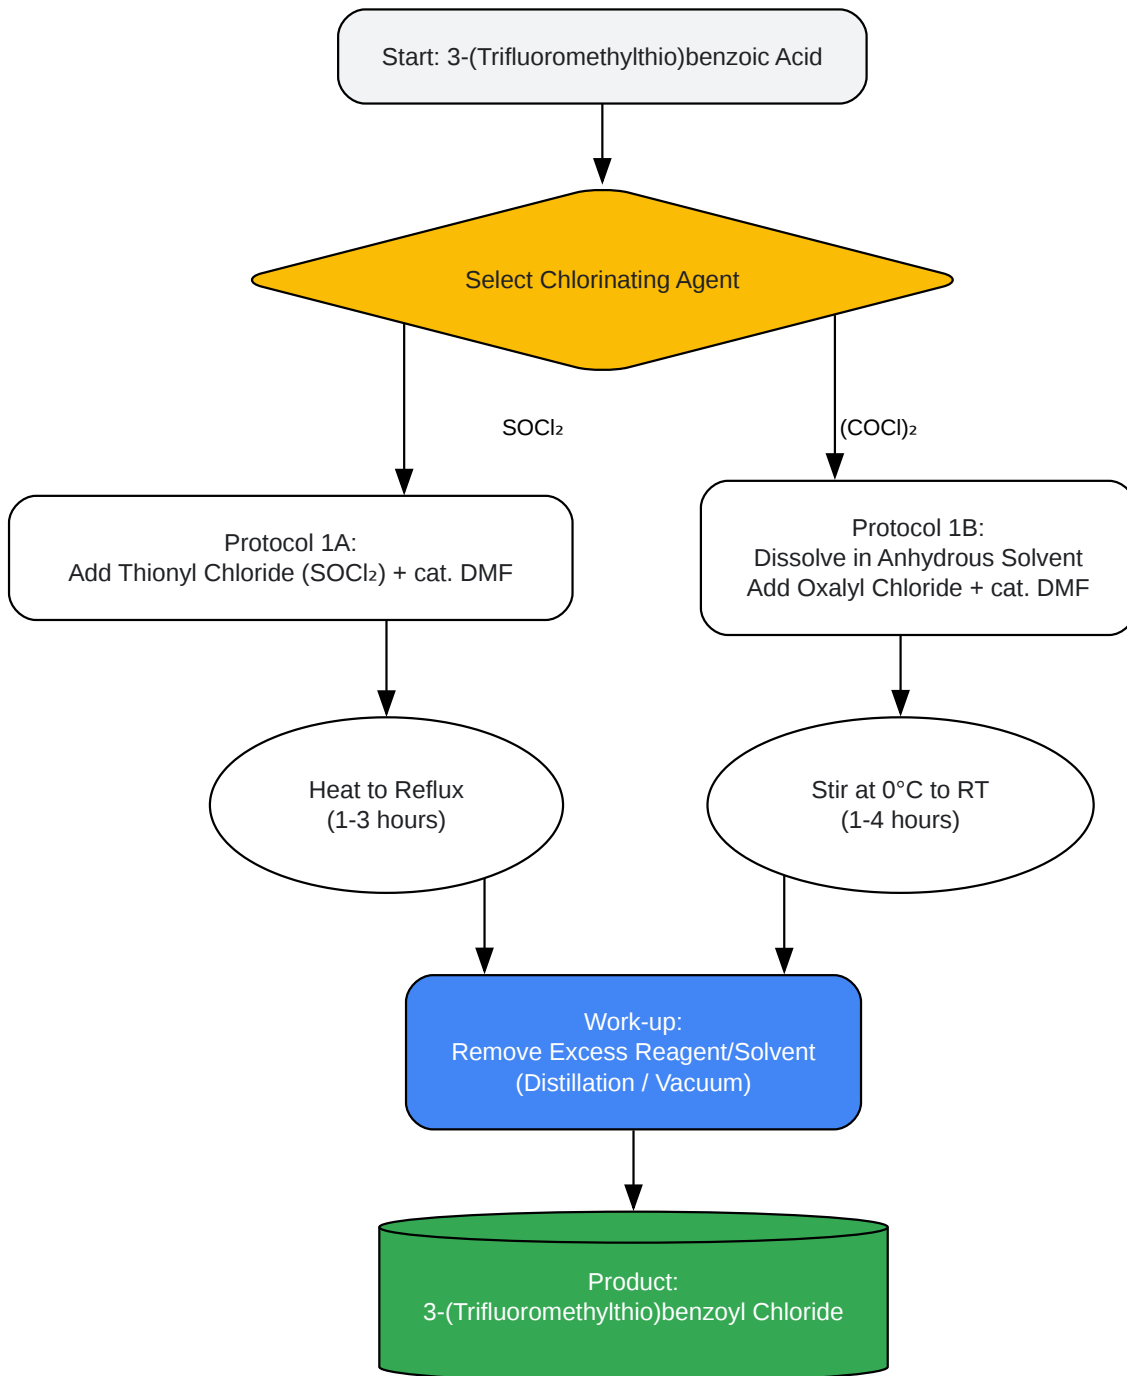 Start: 3-(Trifluoromethylthio)benzoic Acid
Select Chlorinating Agent
SOCl₂
(COCl)₂
Protocol 1A:
Add Thionyl Chloride (SOCl₂) + cat. DMF
Protocol 1B:
Dissolve in Anhydrous Solvent
Add Oxalyl Chloride + cat. DMF
Heat to Reflux
(1-3 hours)
Stir at 0°C to RT
(1-4 hours)
Work-up:
Remove Excess Reagent/Solvent
(Distillation / Vacuum)
Product:
3-(Trifluoromethylthio)benzoyl Chloride